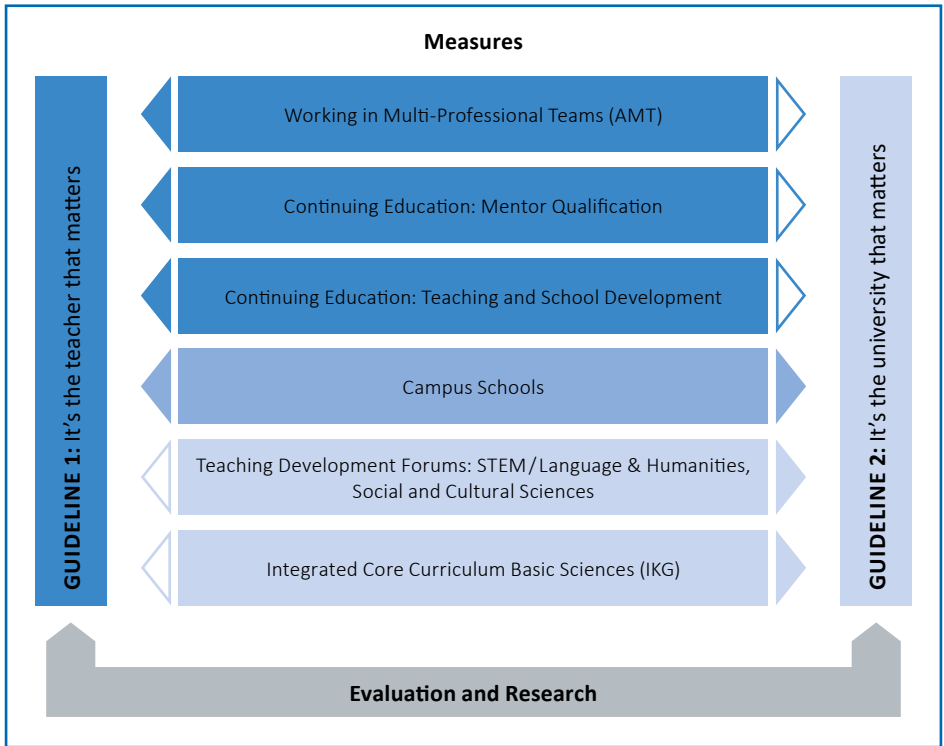 Measures
GUIDELINE 1: It’s the teacher that matters
Working in Multi-Professional Teams (AMT)
Continuing Education: Mentor Qualification
Continuing Education: Teaching and School Development
Campus Schools
Teaching Development Forums: STEM/Language & Humanities,
Social and Cultural Sciences
Integrated Core Curriculum Basic Sciences (IKG)
GUIDELINE 2: It’s the university that matters
Evaluation and Research